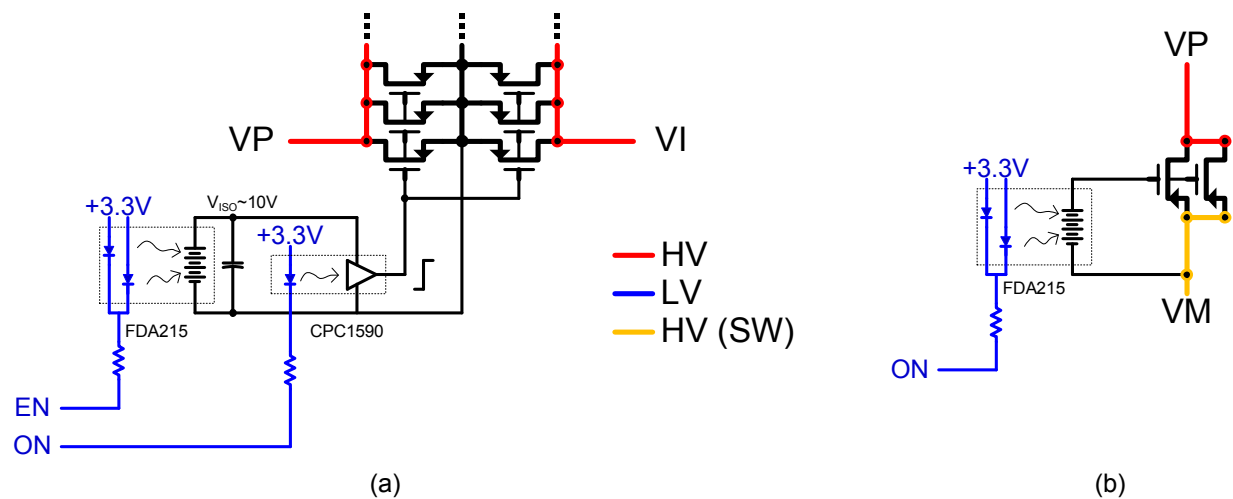 VP
VI
+3.3V
V_ISO~10V
+3.3V
FDA215
CPC1590
EN
ON
(a)
HV
LV
HV (SW)
VP
+3.3V
FDA215
VM
ON
(b)